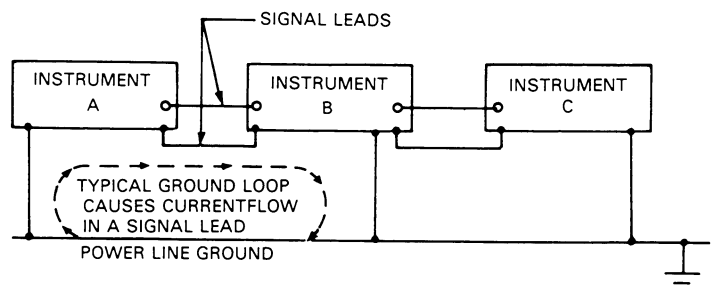 SIGNAL LEADS
INSTRUMENT
A
INSTRUMENT
B
INSTRUMENT
C
TYPICAL GROUND LOOP
CAUSES CURRENTFLOW
IN A SIGNAL LEAD
POWER LINE GROUND